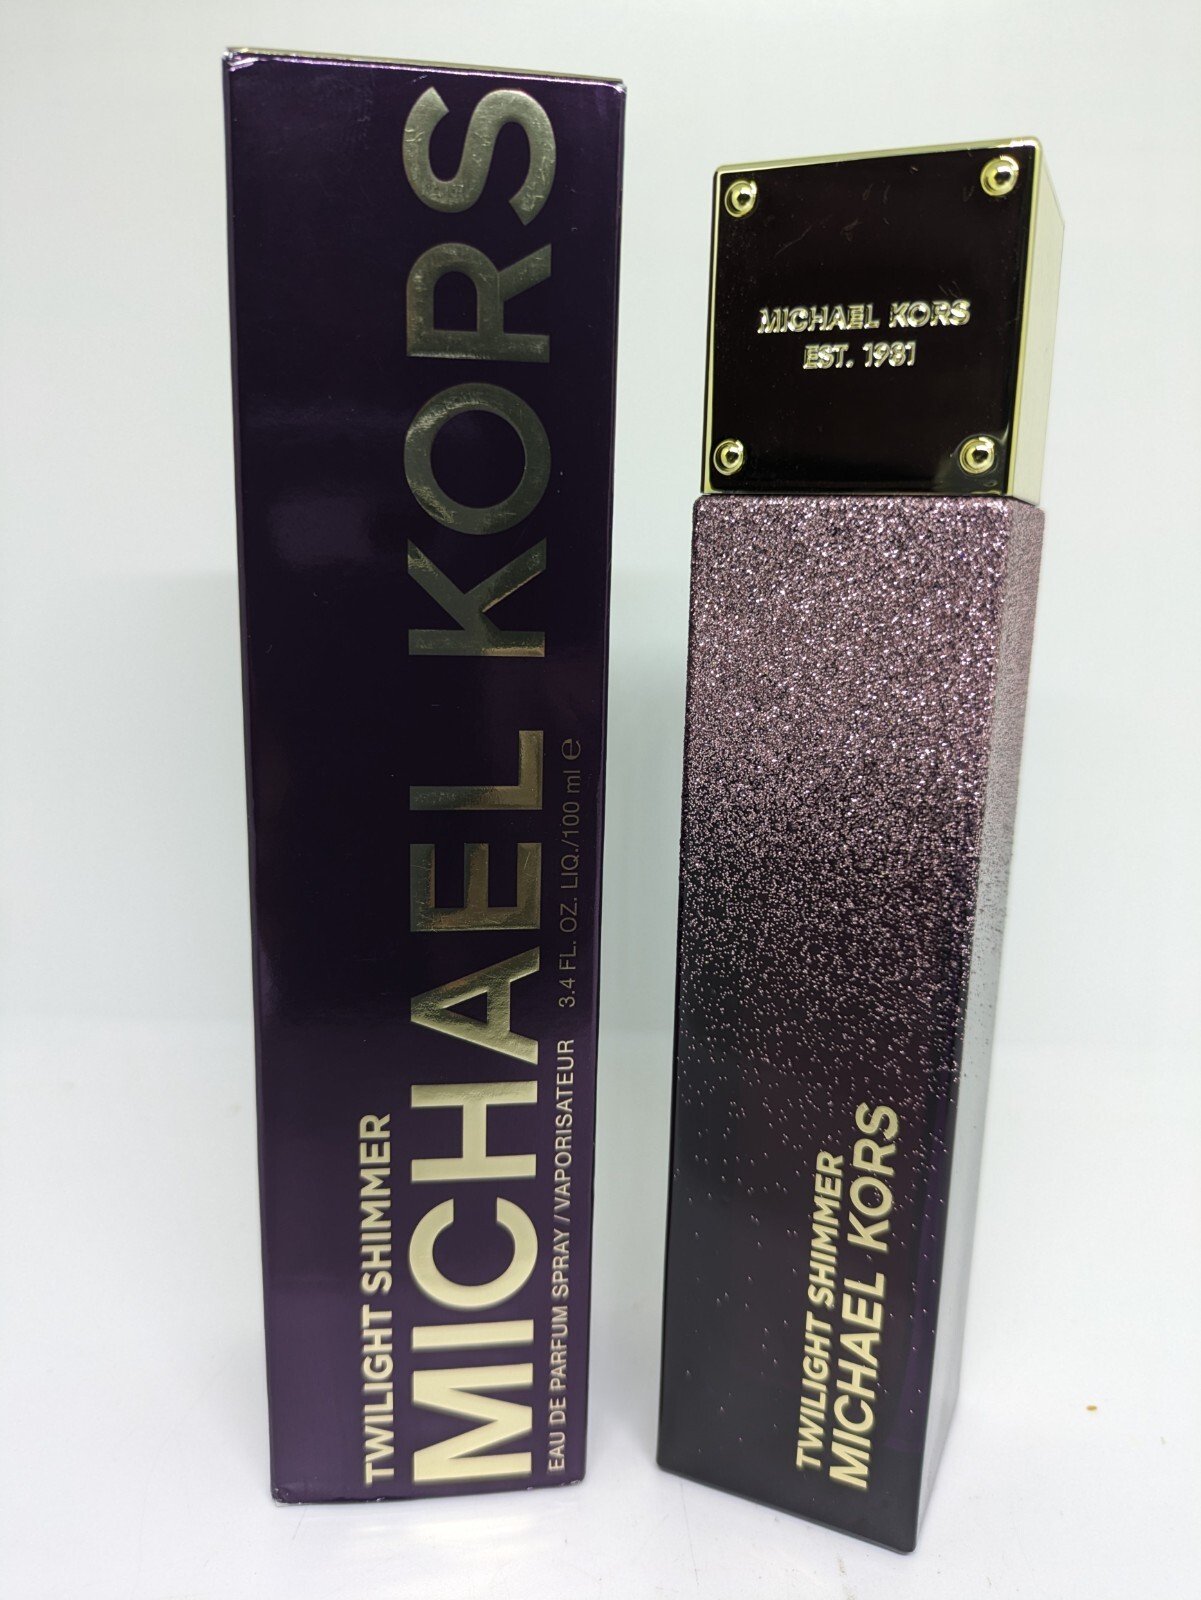 TWILIGHT SHIMMER
MICHAEL KORS
EAU DE PARFUM SPRAY / VAPORISATEUR 3.4 FL. OZ. LIQ./100 ml ℮
MICHAEL KORS
EST. 1981
TWILIGHT SHIMMER
MICHAEL KORS